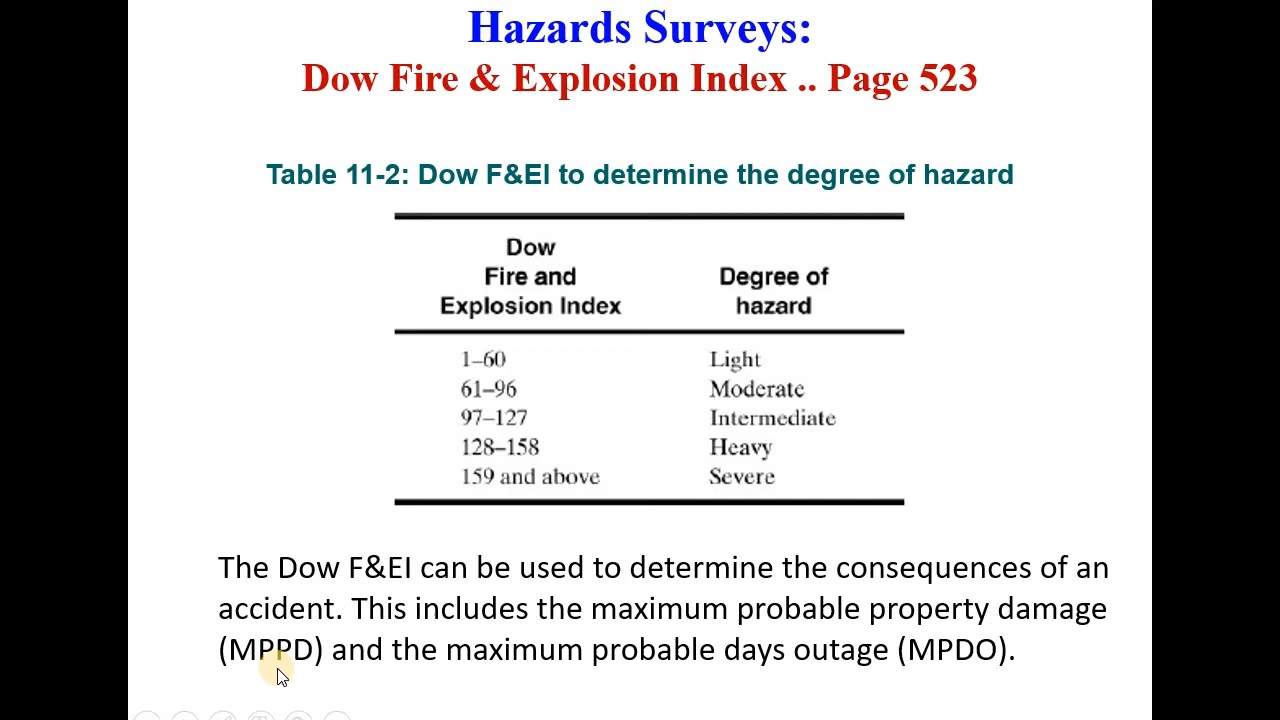 Hazards Surveys:
Dow Fire & Explosion Index .. Page 523
Table 11-2: Dow F&EI to determine the degree of hazard
Dow
Fire and
Explosion Index
Degree of
hazard
1–60 Light
61–96 Moderate
97–127 Intermediate
128–158 Heavy
159 and above Severe
The Dow F&EI can be used to determine the consequences of an
accident. This includes the maximum probable property damage
(MPPD) and the maximum probable days outage (MPDO).